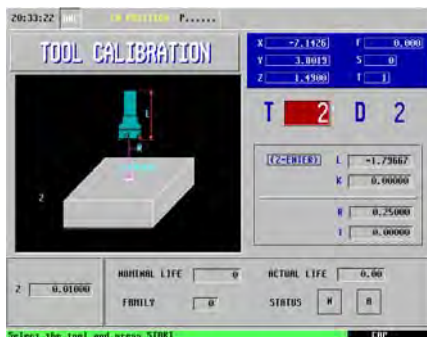 20:33:22 IN POSITION P......
TOOL CALIBRATION
X -7.1426 F 0.000
Y 3.8019 S 0
Z 1.4900 T 1
T 2 D 2
L
R
Z
(Z-ENTER) L -1.79667
K 0.00000
R 0.25000
I 0.00000
Z 0.01000
NOMINAL LIFE 0 ACTUAL LIFE 0.00
FAMILY 0 STATUS N A
Select the tool and press START
CAP